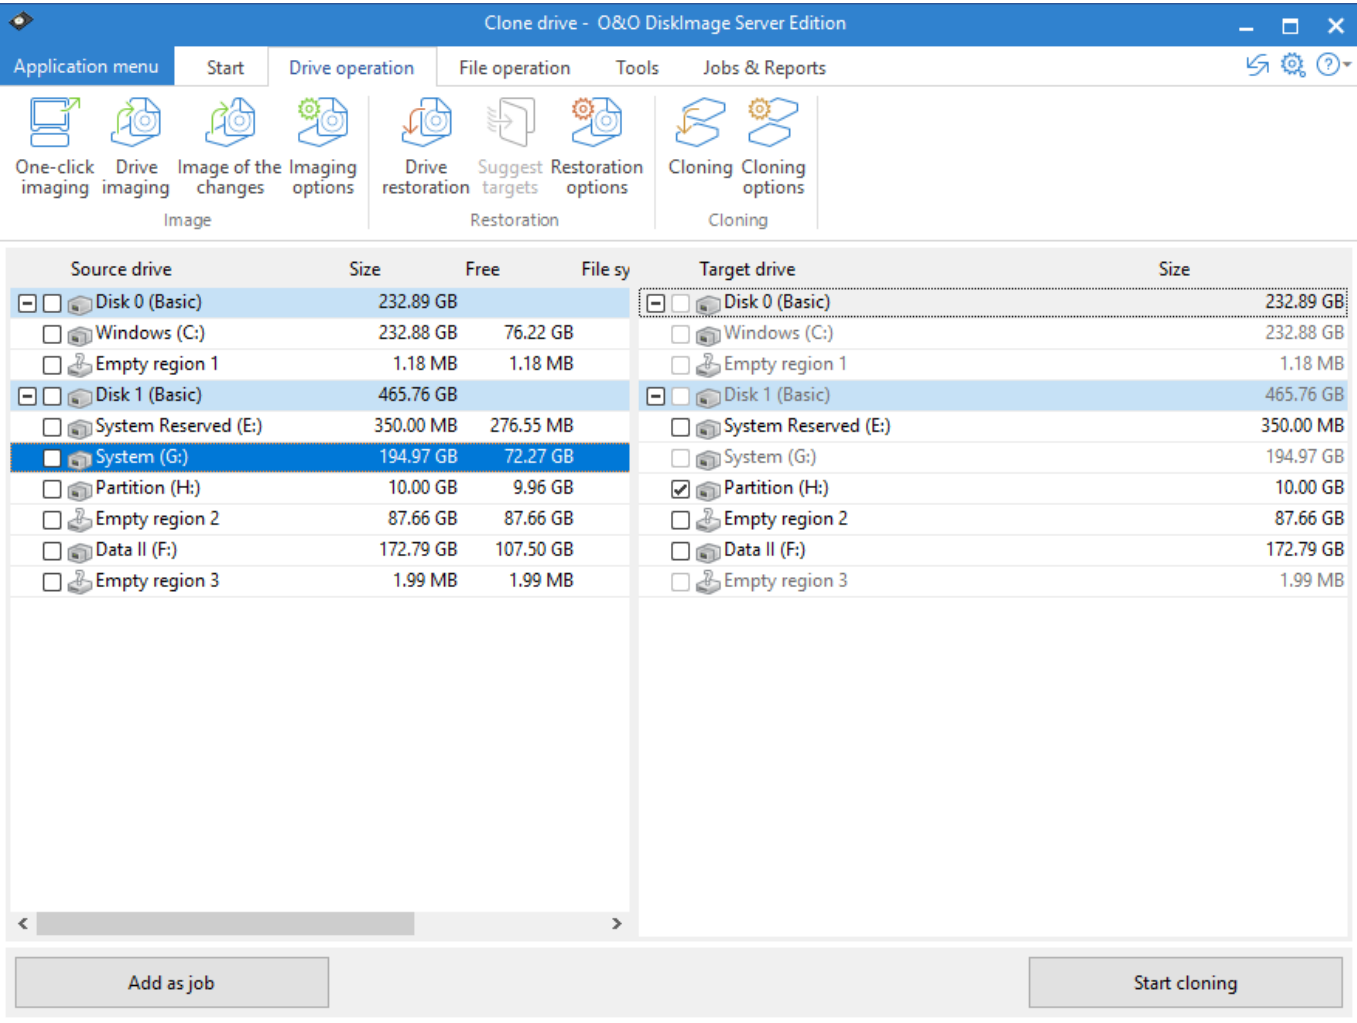 Clone drive - O&O DiskImage Server Edition
Application menu Start Drive operation File operation Tools Jobs & Reports
One-click imaging Drive imaging Image of the changes Imaging options Drive restoration Suggest targets Restoration options Cloning Cloning options
Image Restoration Cloning
Source drive Size Free File sy
Disk 0 (Basic) 232.89 GB
Windows (C:) 232.88 GB 76.22 GB
Empty region 1 1.18 MB 1.18 MB
Disk 1 (Basic) 465.76 GB
System Reserved (E:) 350.00 MB 276.55 MB
System (G:) 194.97 GB 72.27 GB
Partition (H:) 10.00 GB 9.96 GB
Empty region 2 87.66 GB 87.66 GB
Data II (F:) 172.79 GB 107.50 GB
Empty region 3 1.99 MB 1.99 MB
Target drive Size
Disk 0 (Basic) 232.89 GB
Windows (C:) 232.88 GB
Empty region 1 1.18 MB
Disk 1 (Basic) 465.76 GB
System Reserved (E:) 350.00 MB
System (G:) 194.97 GB
Partition (H:) 10.00 GB
Empty region 2 87.66 GB
Data II (F:) 172.79 GB
Empty region 3 1.99 MB
Add as job Start cloning